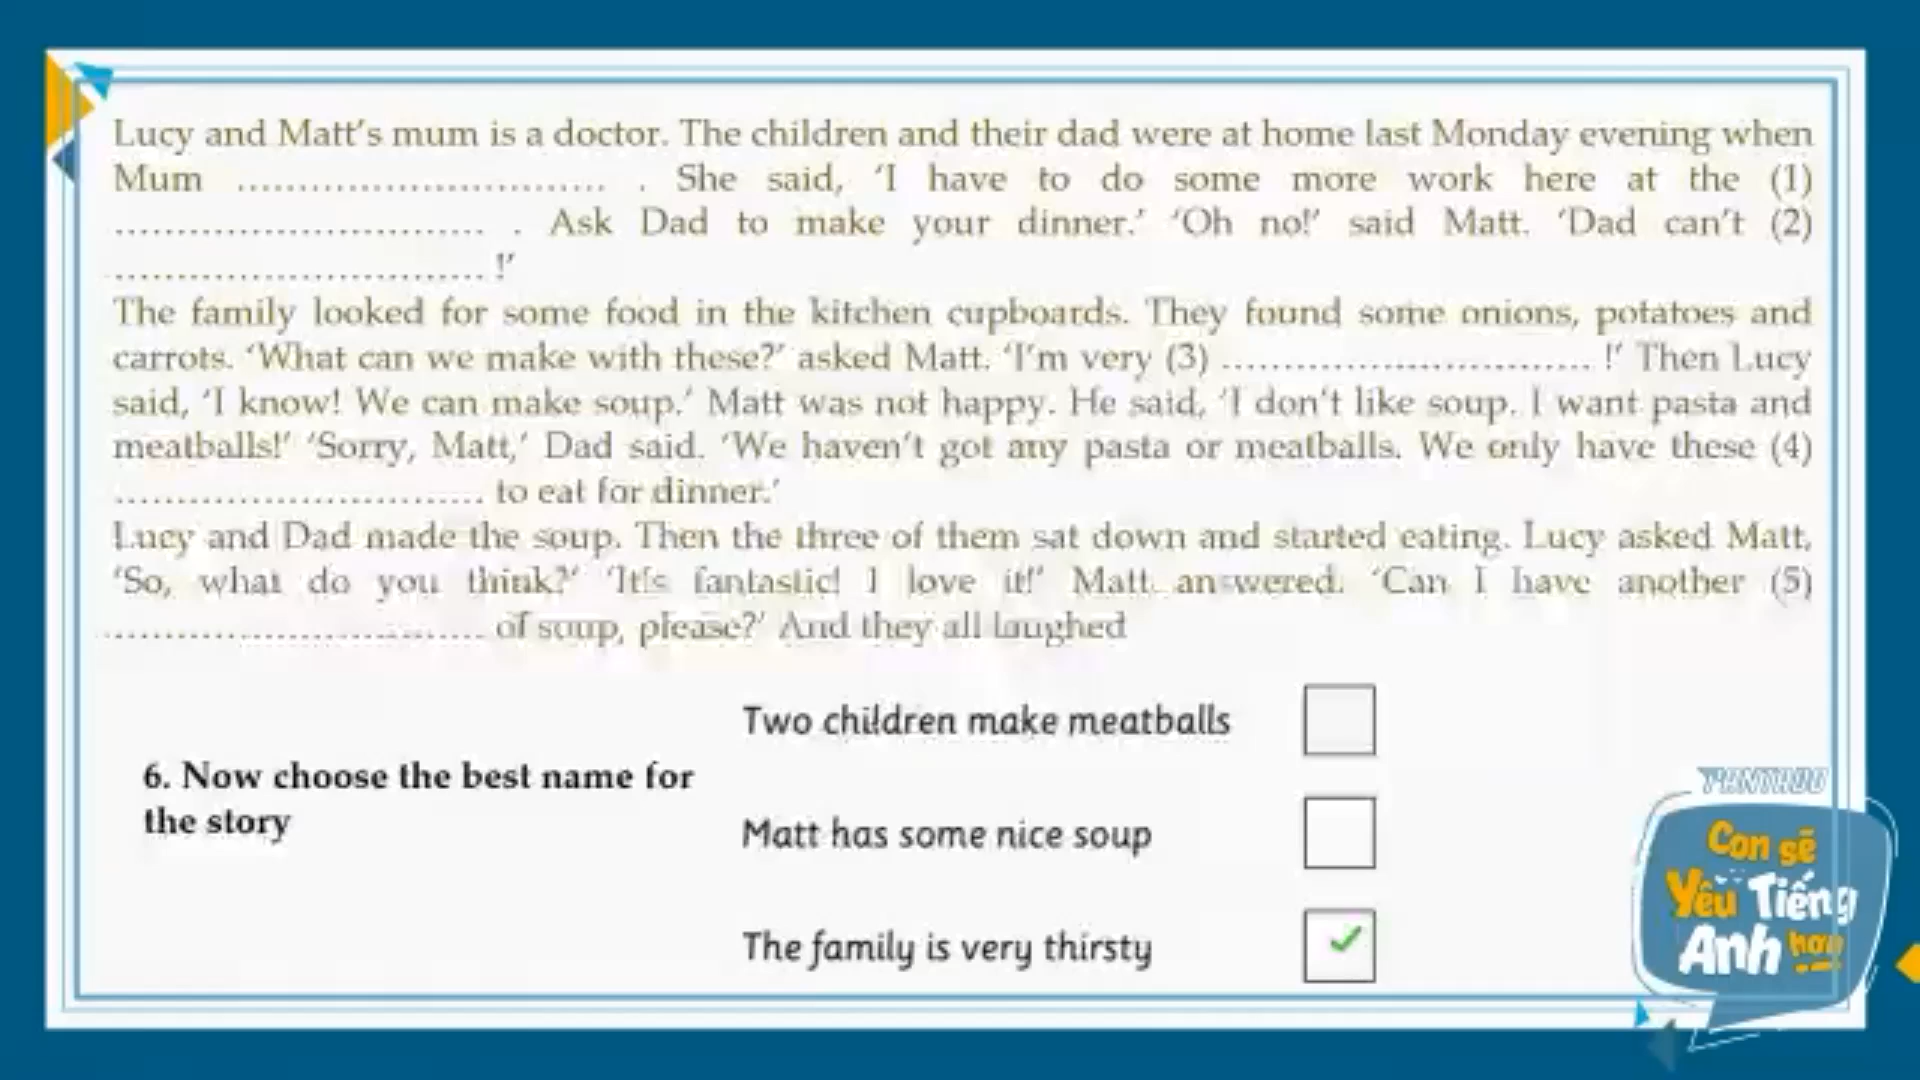 Lucy and Matt's mum is a doctor. The children and their dad were at home last Monday evening when
Mum .............................. . She said, 'I have to do some more work here at the (1)
.............................. . Ask Dad to make your dinner.' 'Oh no!' said Matt. 'Dad can't (2)
.............................. !'
The family looked for some food in the kitchen cupboards. They found some onions, potatoes and
carrots. 'What can we make with these?' asked Matt. 'I'm very (3) .............................. !' Then Lucy
said, 'I know! We can make soup.' Matt was not happy. He said, 'I don't like soup. I want pasta and
meatballs!' 'Sorry, Matt,' Dad said. 'We haven't got any pasta or meatballs. We only have these (4)
.............................. to eat for dinner.'
Lucy and Dad made the soup. Then the three of them sat down and started eating. Lucy asked Matt,
'So, what do you think?' 'It's fantastic! I love it!' Matt answered. 'Can I have another (5)
.............................. of soup, please?' And they all laughed
Two children make meatballs
6. Now choose the best name for
the story
Matt has some nice soup
The family is very thirsty
PANTADO
Con sẽ
Yêu Tiếng
Anh hơn